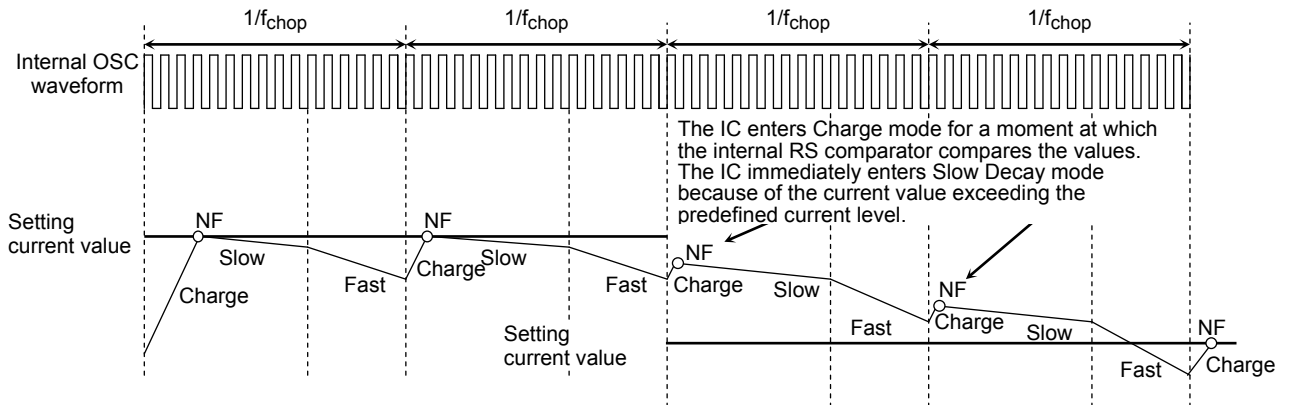 1/fchop
1/fchop
1/fchop
1/fchop
Internal OSC
waveform
The IC enters Charge mode for a moment at which
the internal RS comparator compares the values.
The IC immediately enters Slow Decay mode
because of the current value exceeding the
predefined current level.
Setting
current value
NF
Slow
Charge
Fast
NF
Charge
Slow
Fast
NF
Charge
Slow
Fast
NF
Charge
Slow
Fast
NF
Charge
Setting
current value